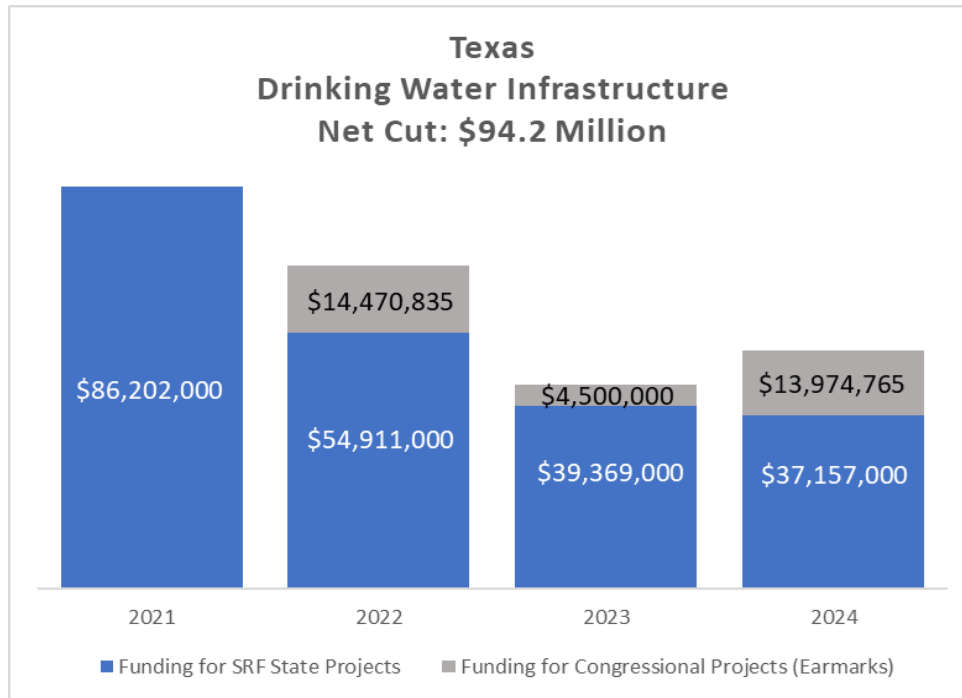 Texas
Drinking Water Infrastructure
Net Cut: $94.2 Million
$86,202,000
$14,470,835
$54,911,000
$4,500,000
$39,369,000
$13,974,765
$37,157,000
2021 2022 2023 2024
Funding for SRF State Projects Funding for Congressional Projects (Earmarks)